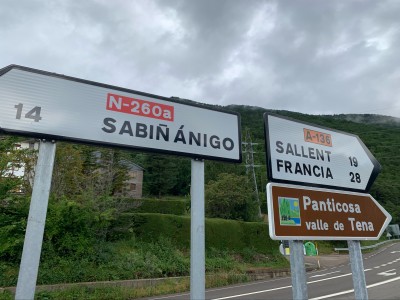 N-260a
14 SABIÑÁNIGO
A-136
SALLENT 19
FRANCIA 28
Panticosa
valle de Tena